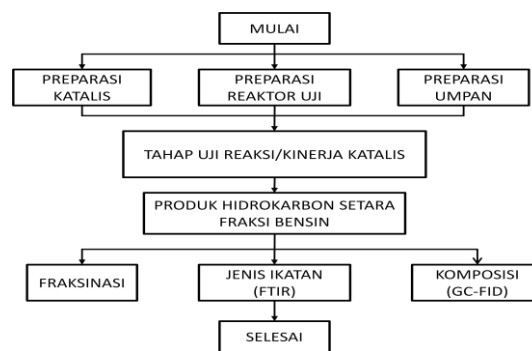 MULAI
PREPARASI
KATALIS
PREPARASI
REAKTOR UJI
PREPARASI
UMPAN
TAHAP UJI REAKSI/KINERJA KATALIS
PRODUK HIDROKARBON SETARA
FRAKSI BENSIN
FRAKSINASI
JENIS IKATAN
(FTIR)
KOMPOSISI
(GC-FID)
SELESAI